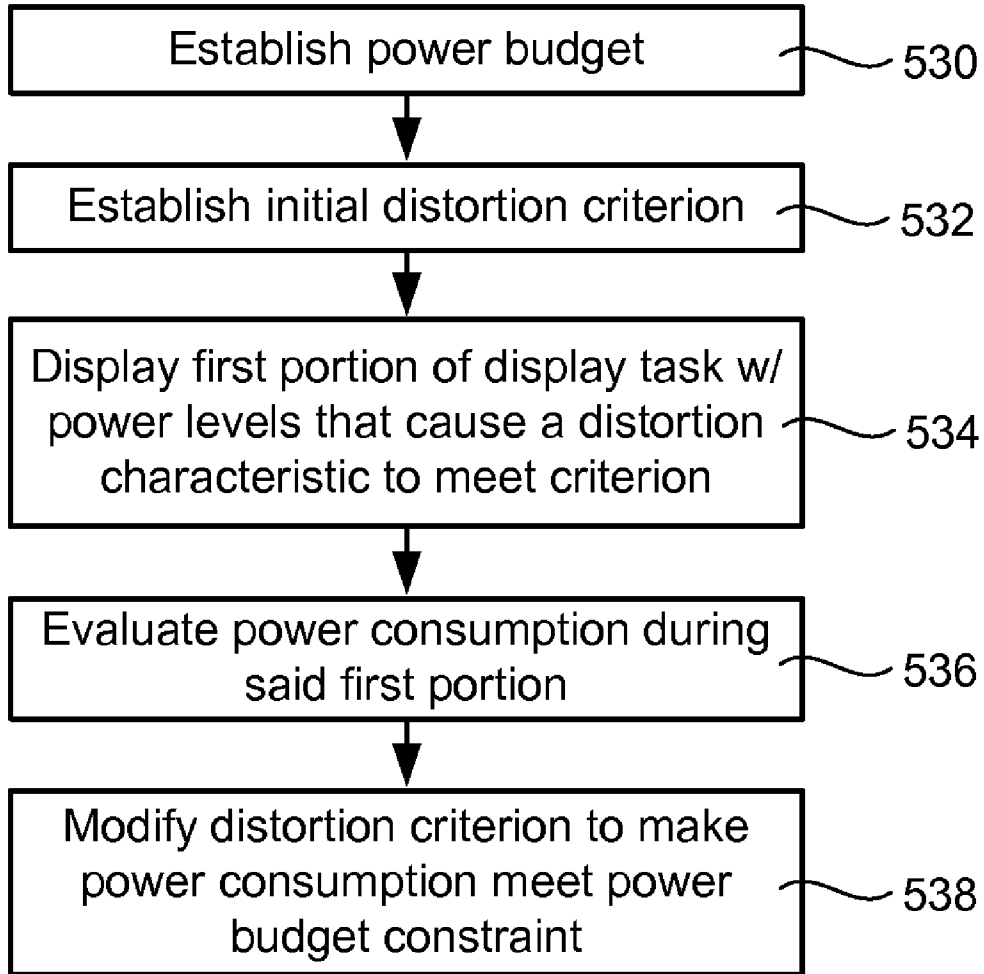 Establish power budget
530
Establish initial distortion criterion
532
Display first portion of display task w/
power levels that cause a distortion
characteristic to meet criterion
534
Evaluate power consumption during
said first portion
536
Modify distortion criterion to make
power consumption meet power
budget constraint
538